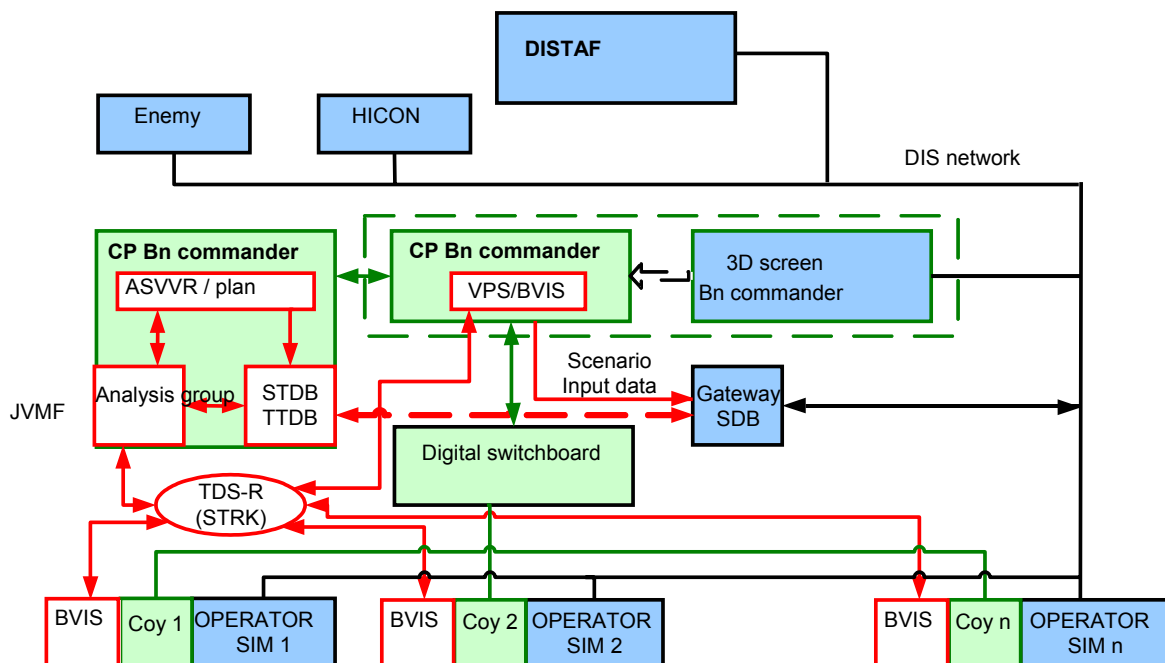 DISTAF
Enemy
HICON
DIS network
CP Bn commander
ASVVR / plan
CP Bn commander
VPS/BVIS
3D screen
Bn commander
Scenario
Input data
JVMF
Analysis group
STDB
TTDB
Gateway
SDB
Digital switchboard
TDS-R
(STRK)
BVIS
Coy 1
OPERATOR
SIM 1
BVIS
Coy 2
OPERATOR
SIM 2
BVIS
Coy n
OPERATOR
SIM n